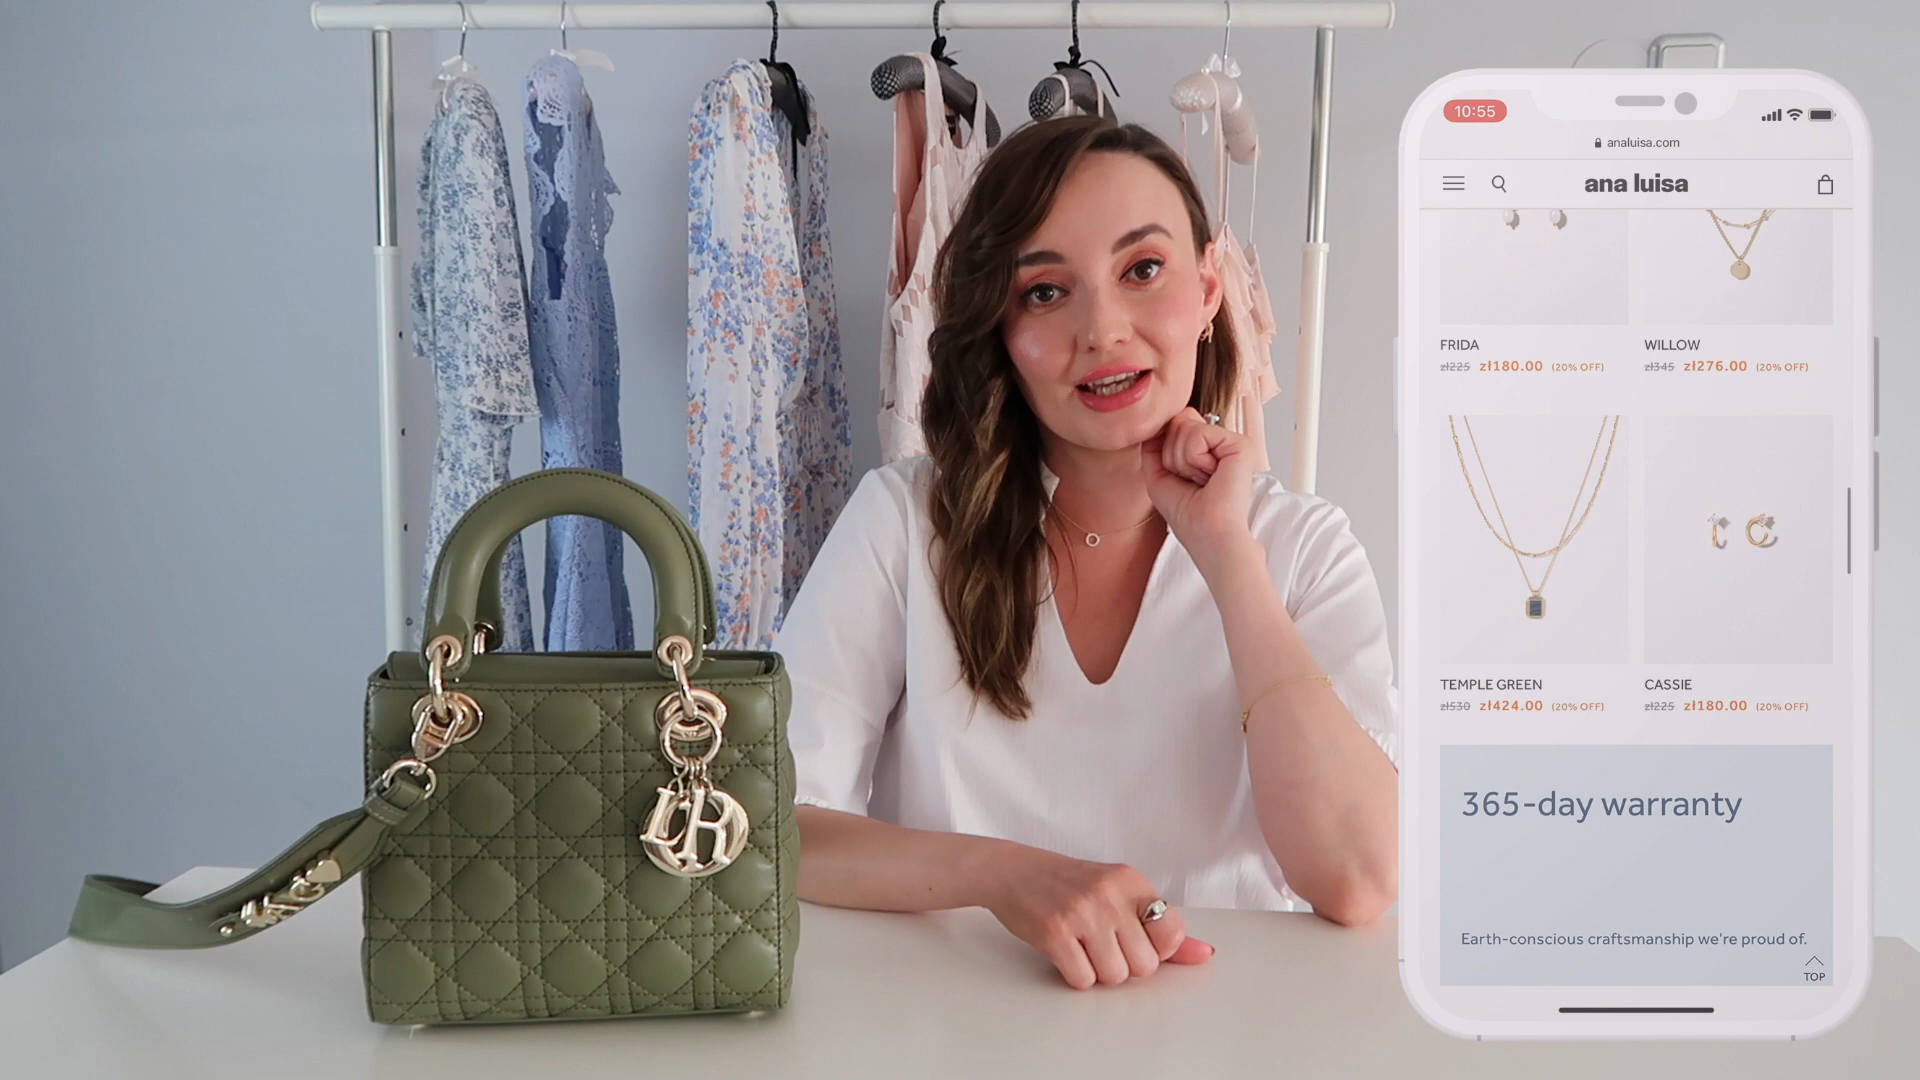 10:55
analuisa.com
ana luisa
FRIDA
zł225 zł180.00 (20% OFF)
WILLOW
zł345 zł276.00 (20% OFF)
TEMPLE GREEN
zł530 zł424.00 (20% OFF)
CASSIE
zł225 zł180.00 (20% OFF)
365-day warranty
Earth-conscious craftsmanship we're proud of.
TOP